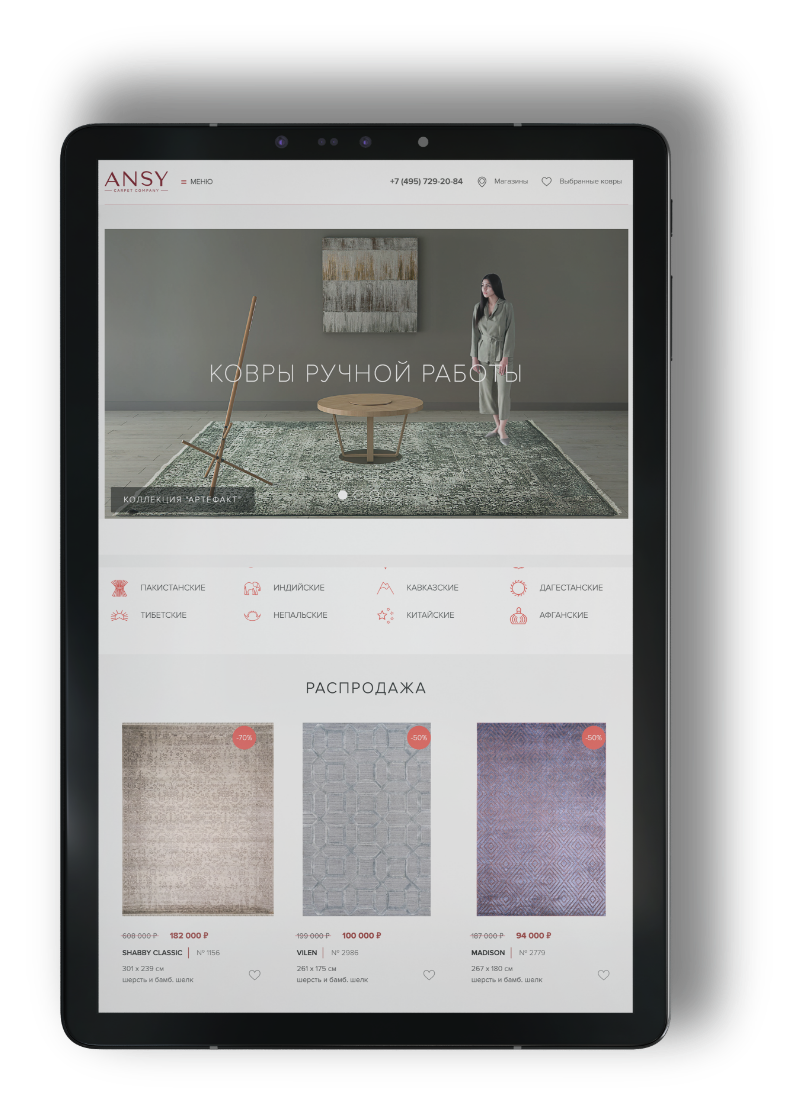 ANSY
CARPET COMPANY
МЕНЮ
+7 (495) 729-20-84
Магазины
Выбранные ковры
КОВРЫ РУЧНОЙ РАБОТЫ
КОЛЛЕКЦИЯ "АРТЕФАКТ"
ПАКИСТАНСКИЕ
ИНДИЙСКИЕ
КАВКАЗСКИЕ
ДАГЕСТАНСКИЕ
ТИБЕТСКИЕ
НЕПАЛЬСКИЕ
КИТАЙСКИЕ
АФГАНСКИЕ
РАСПРОДАЖА
-70%
-50%
-50%
608 000 ₽ 182 000 ₽
SHABBY CLASSIC | № 1156
301 x 239 см
шерсть и бамб. шелк
199 000 ₽ 100 000 ₽
VILEN | № 2986
261 x 175 см
шерсть и бамб. шелк
187 000 ₽ 94 000 ₽
MADISON | № 2779
267 x 180 см
шерсть и бамб. шелк